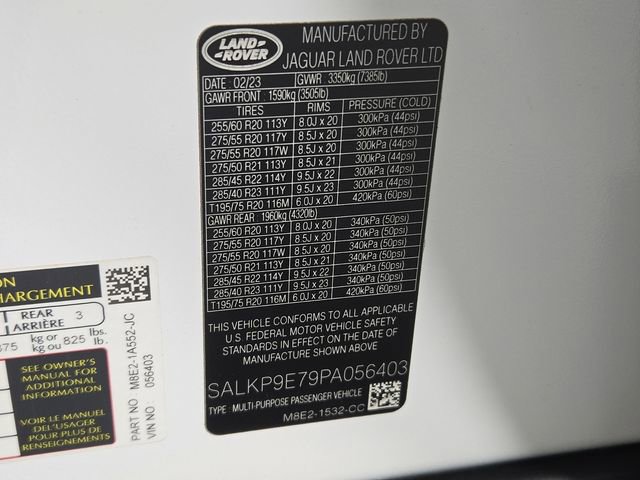 LAND-
ROVER
MANUFACTURED BY
JAGUAR LAND ROVER LTD
DATE: 02/23 GVWR: 3350kg (7385lb)
GAWR FRONT: 1590kg (3505lb)
TIRES RIMS PRESSURE (COLD)
255/60 R20 113Y 8.0J x 20 300kPa (44psi)
275/55 R20 117Y 8.5J x 20 300kPa (44psi)
275/55 R20 117W 8.5J x 20 300kPa (44psi)
275/50 R21 113Y 8.5J x 21 300kPa (44psi)
285/45 R22 114Y 9.5J x 22 300kPa (44psi)
285/40 R23 111Y 9.5J x 23 300kPa (44psi)
T195/75 R20 116M 6.0J x 20 420kPa (60psi)
GAWR REAR: 1960kg (4320lb)
255/60 R20 113Y 8.0J x 20 340kPa (50psi)
275/55 R20 117Y 8.5J x 20 340kPa (50psi)
275/55 R20 117W 8.5J x 20 340kPa (50psi)
275/50 R21 113Y 8.5J x 21 340kPa (50psi)
285/45 R22 114Y 9.5J x 22 340kPa (50psi)
285/40 R23 111Y 9.5J x 23 340kPa (50psi)
T195/75 R20 116M 6.0J x 20 420kPa (60psi)
THIS VEHICLE CONFORMS TO ALL APPLICABLE
U.S. FEDERAL MOTOR VEHICLE SAFETY
STANDARDS IN EFFECT ON THE DATE OF
MANUFACTURE SHOWN ABOVE
SALKP9E79PA056403
TYPE: MULTI-PURPOSE PASSENGER VEHICLE
M8E2-1532-CC
ON
HARGEMENT
REAR 3
ARRIÈRE
375 kg or 825 lbs.
kg ou lb.
SEE OWNER'S
MANUAL FOR
ADDITIONAL
INFORMATION
VOIR LE MANUEL
DE L'USAGER
POUR PLUS DE
RENSEIGNEMENTS
PART NO M8E2-1A552-JC
VIN NO: 056403